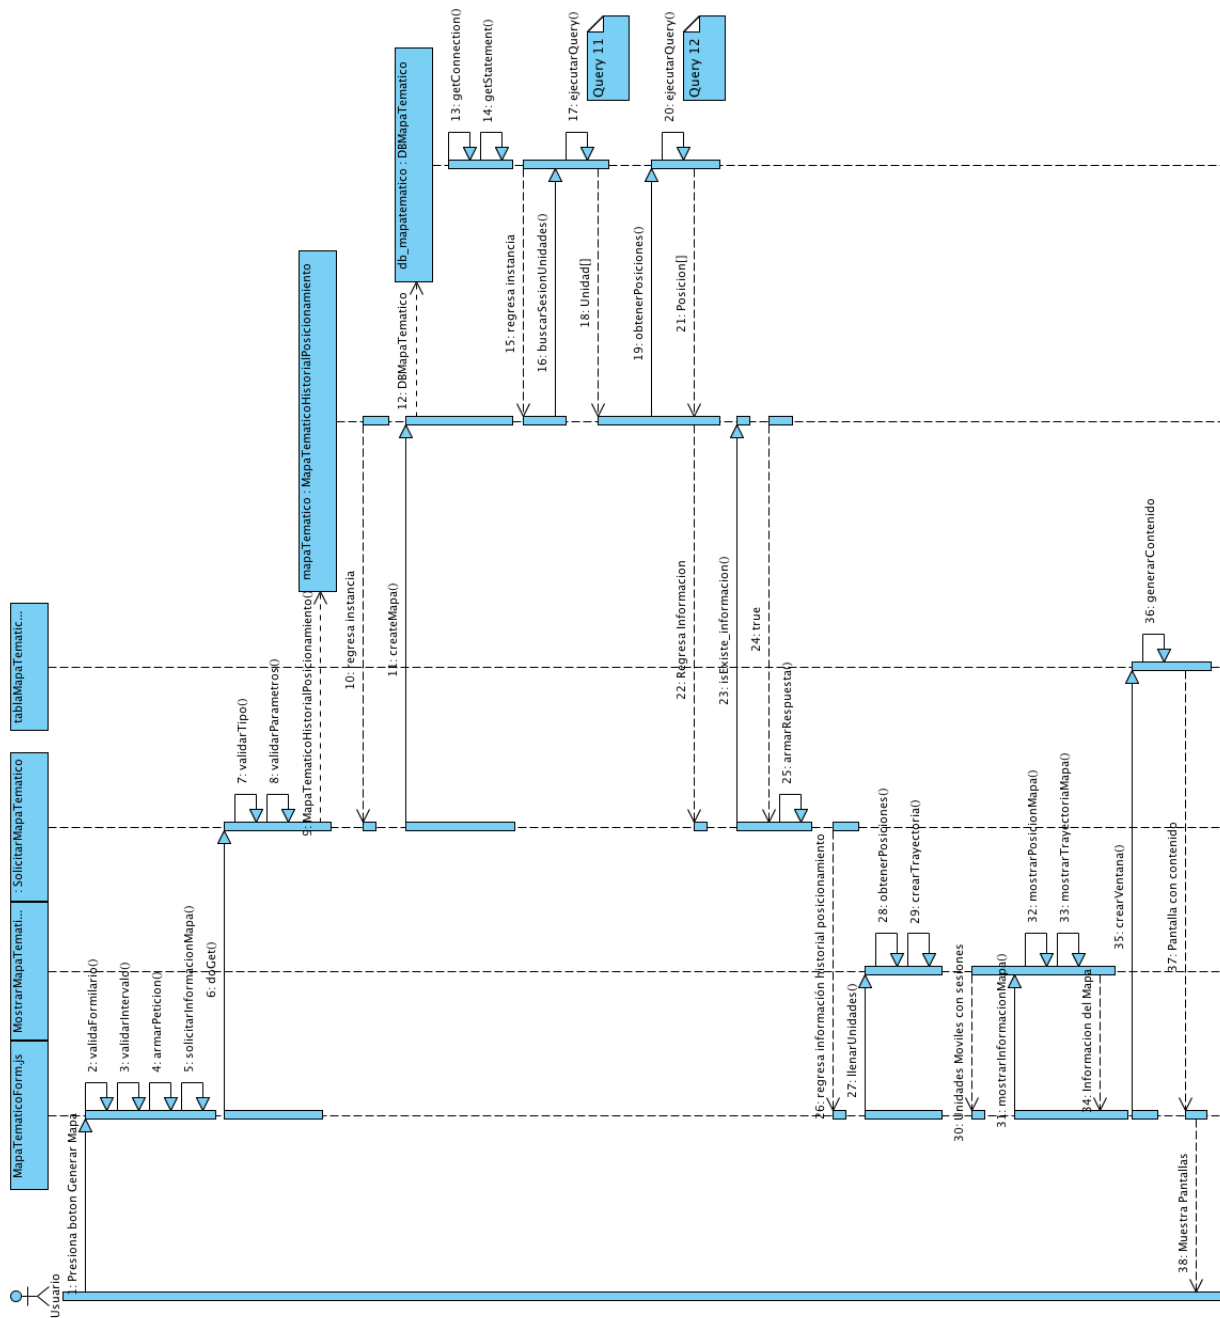 Usuario
MapaTematicoForm.js
MostrarMapaTemati...
: SolicitarMapaTematico
tablaMapaTematic...
mapaTematico : MapaTematicoHistorialPosicionamiento
db_mapatematico : DBMapaTematico
1: Presiona boton Generar Mapa
2: validaFormilario()
3: validarIntervalo()
4: armarPeticion()
5: solicitarInformacionMapa()
6: doGet()
7: validarTipo()
8: validarParametros()
9: MapaTematicoHistorialPosicionamiento()
10: regresa instancia
11: createMapa()
12: DBMapaTematico
13: getConnection()
14: getStatement()
15: regresa instancia
16: buscarSesionUnidades()
17: ejecutarQuery()
Query 11
18: Unidad[]
19: obtenerPosiciones()
20: ejecutarQuery()
Query 12
21: Posicion[]
22: Regresa Informacion
23: isExiste_informacion()
24: true
25: armarRespuesta()
26: regresa información Historial posicionamiento
27: llenarUnidades()
28: obtenerPosiciones()
29: crearTrayectoria()
30: Unidades Moviles con sesiones
31: mostrarInformacionMapa()
32: mostrarPosicionMapa()
33: mostrarTrayectoriaMapa()
34: Informacion del Mapa
35: crearVentana()
36: generarContenido
37: Pantalla con contenido
38: Muestra Pantallas